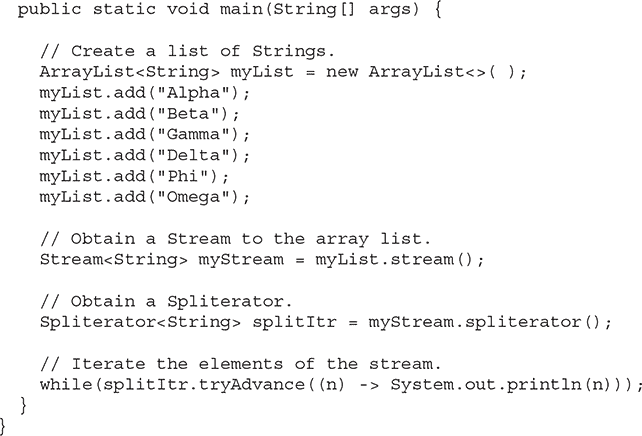 public static void main(String[] args) {
// Create a list of Strings.
ArrayList<String> myList = new ArrayList<>( );
myList.add("Alpha");
myList.add("Beta");
myList.add("Gamma");
myList.add("Delta");
myList.add("Phi");
myList.add("Omega");
// Obtain a Stream to the array list.
Stream<String> myStream = myList.stream();
// Obtain a Spliterator.
Spliterator<String> splitItr = myStream.spliterator();
// Iterate the elements of the stream.
while(splitItr.tryAdvance((n) -> System.out.println(n)));
}
}